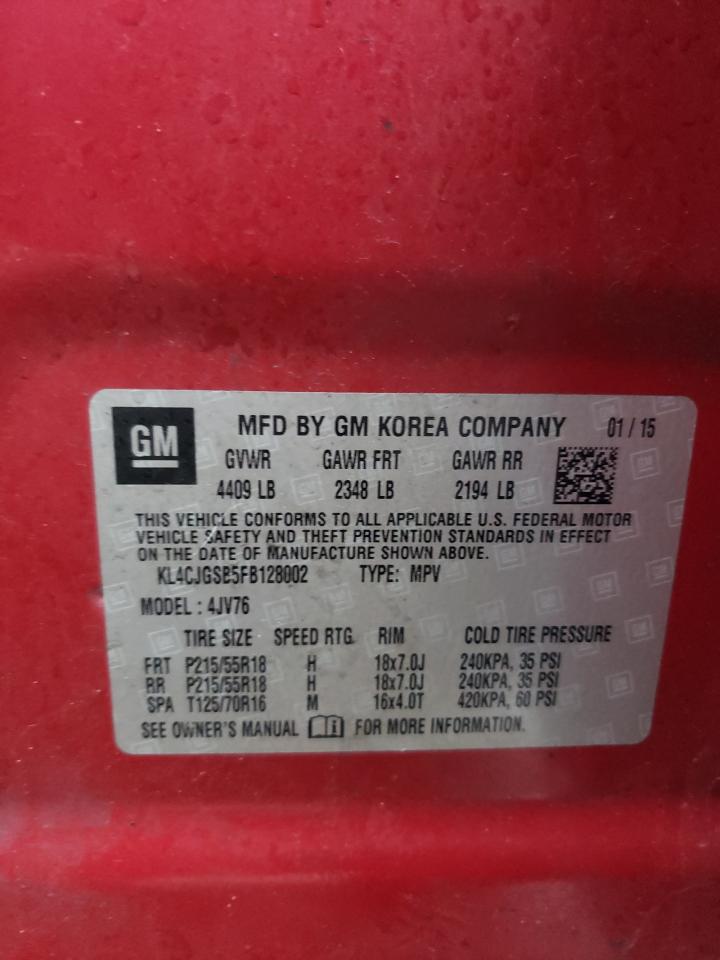 GM
MFD BY GM KOREA COMPANY 01 / 15
GVWR GAWR FRT GAWR RR
4409 LB 2348 LB 2194 LB
THIS VEHICLE CONFORMS TO ALL APPLICABLE U.S. FEDERAL MOTOR
VEHICLE SAFETY AND THEFT PREVENTION STANDARDS IN EFFECT
ON THE DATE OF MANUFACTURE SHOWN ABOVE.
KL4CJGSB5FB128002 TYPE: MPV
MODEL : 4JV76
TIRE SIZE SPEED RTG RIM COLD TIRE PRESSURE
FRT P215/55R18 H 18x7.0J 240KPA, 35 PSI
RR P215/55R18 H 18x7.0J 240KPA, 35 PSI
SPA T125/70R16 M 16x4.0T 420KPA, 60 PSI
SEE OWNER'S MANUAL FOR MORE INFORMATION.